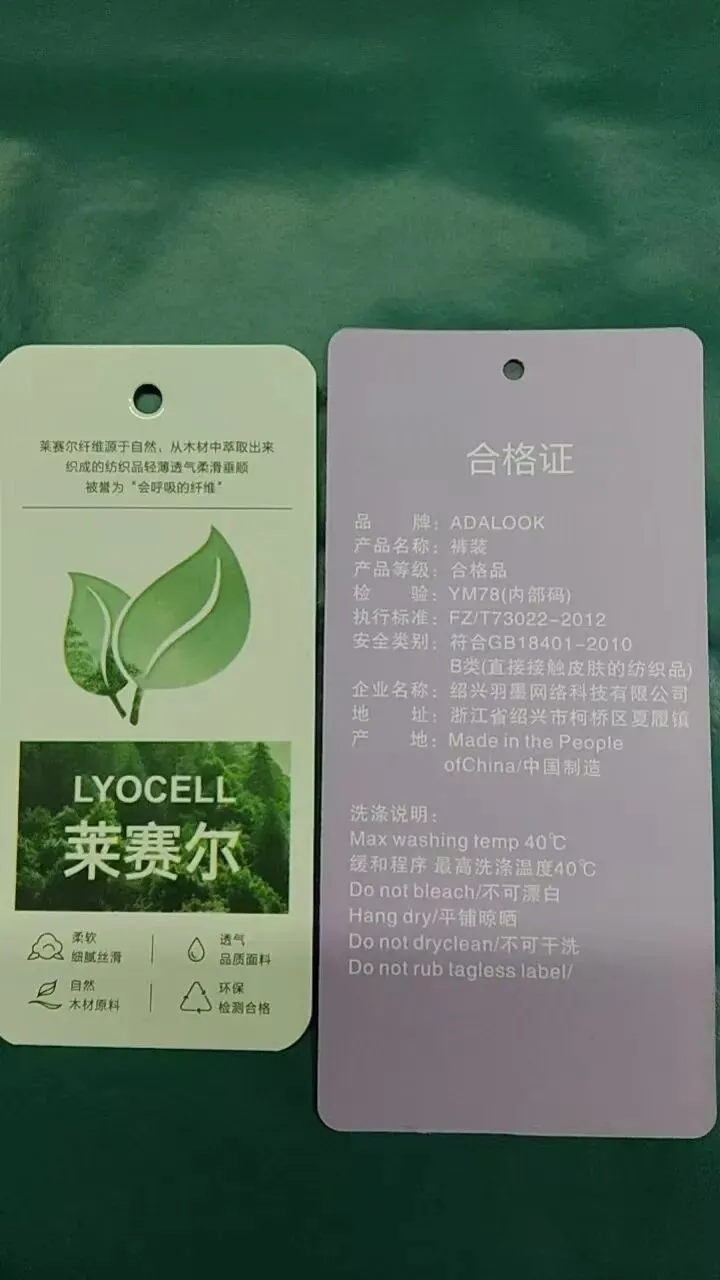 莱赛尔纤维源于自然，从木材中萃取出来
织成的纺织品轻薄透气柔滑垂顺
被誉为“会呼吸的纤维”
LYOCELL
莱赛尔
柔软
细腻丝滑
透气
品质面料
自然
木材原料
环保
检测合格
合格证
品 牌：ADALOOK
产品名称：裤装
产品等级：合格品
检 验：YM78(内部码)
执行标准：FZ/T73022-2012
安全类别：符合GB18401-2010
B类(直接接触皮肤的纺织品)
企业名称：绍兴羽墨网络科技有限公司
地 址：浙江省绍兴市柯桥区夏履镇
产 地：Made in the People
ofChina/中国制造
洗涤说明：
Max washing temp 40℃
缓和程序 最高洗涤温度40℃
Do not bleach/不可漂白
Hang dry/平铺晾晒
Do not dryclean/不可干洗
Do not rub tagless label/